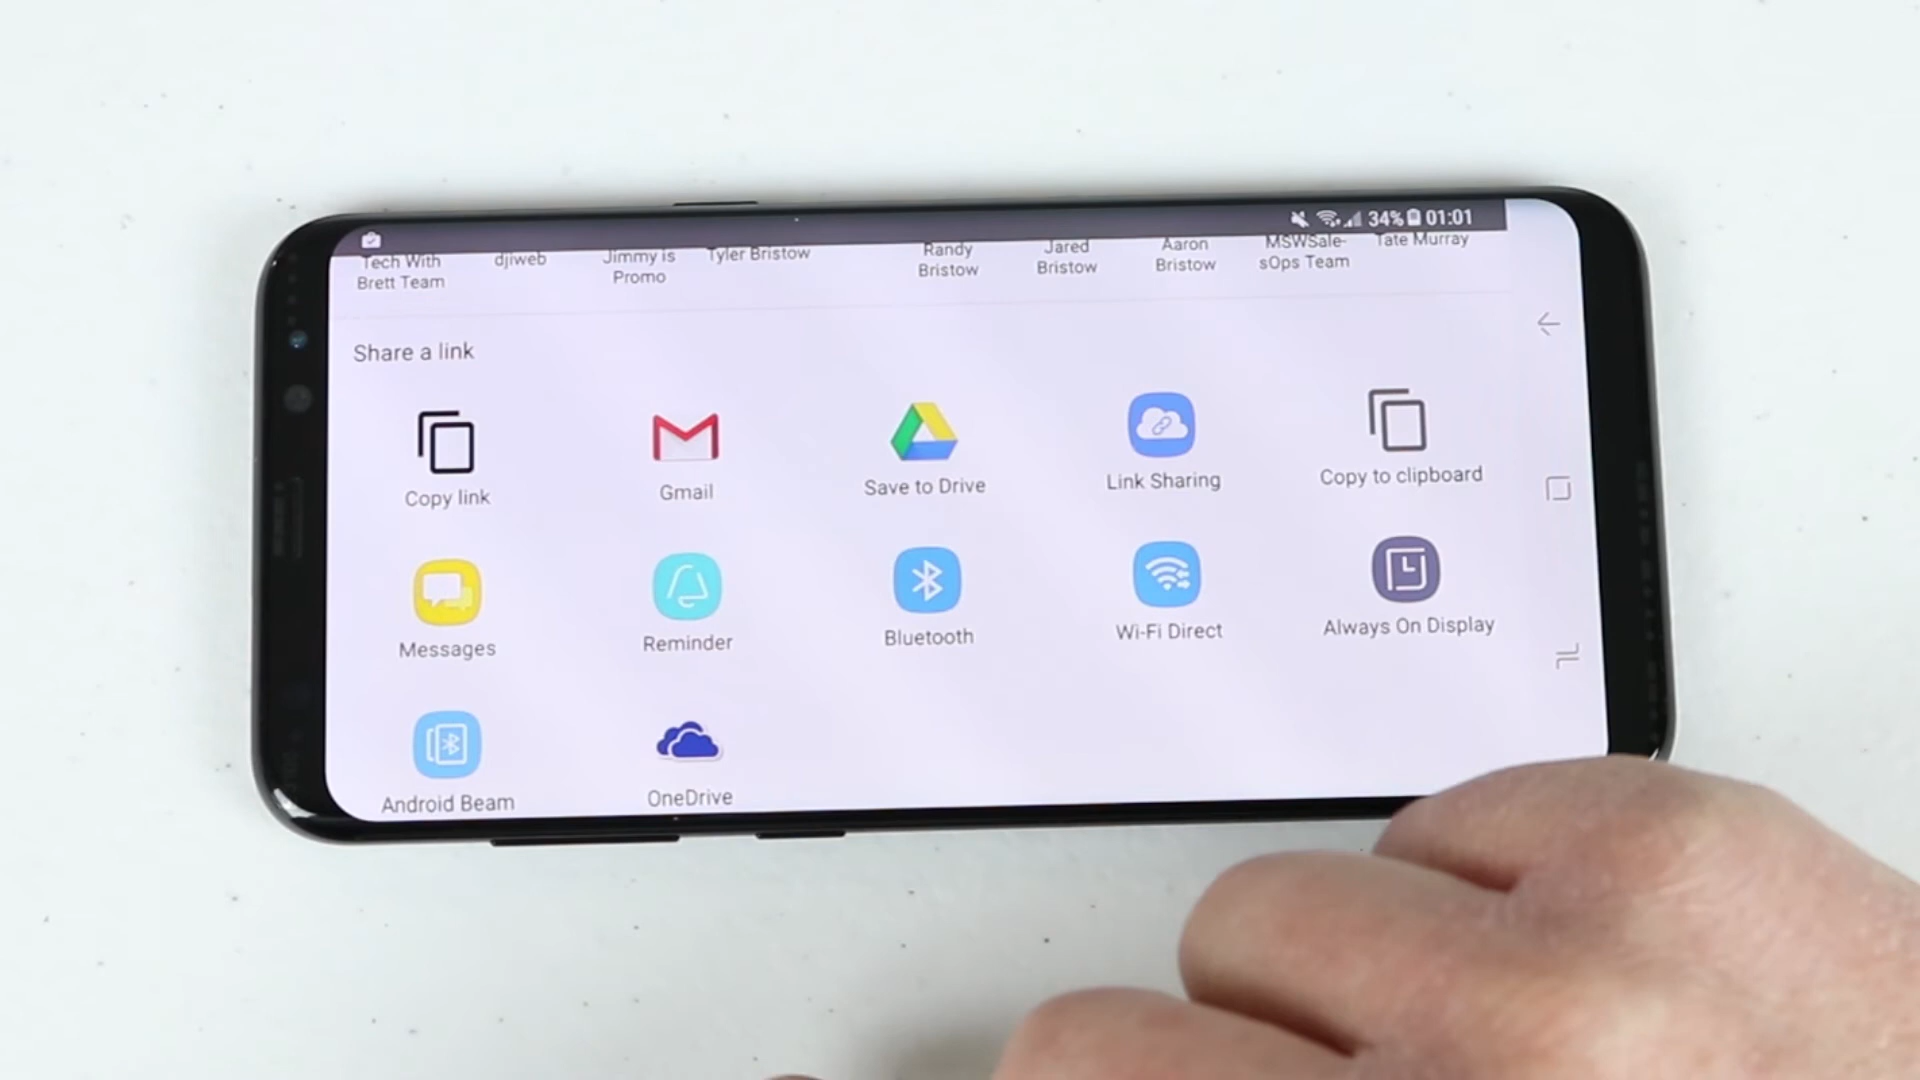 34% 01:01
Tech With
Brett Team
djiweb
Jimmy is
Promo
Tyler Bristow
Randy
Bristow
Jared
Bristow
Aaron
Bristow
MSWSale-
sOps Team
Tate Murray
Share a link
Copy link
Gmail
Save to Drive
Link Sharing
Copy to clipboard
Messages
Reminder
Bluetooth
Wi-Fi Direct
Always On Display
Android Beam
OneDrive